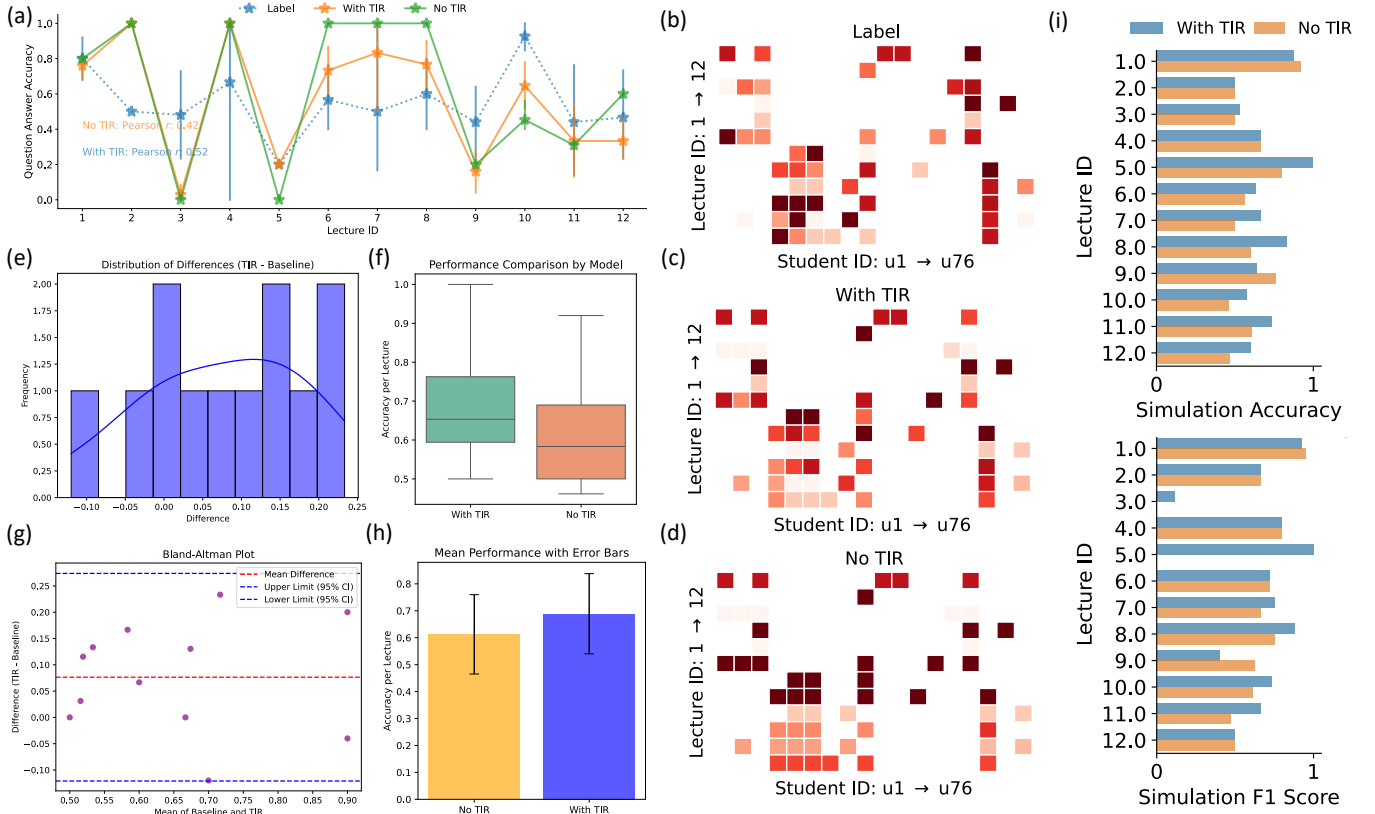 (a)
Label
With TIR
No TIR
Question Answer Accuracy
1.0
0.8
0.6
0.4
0.2
0.0
No TIR: Pearson r: 0.42
With TIR: Pearson r: 0.52
1 2 3 4 5 6 7 8 9 10 11 12
Lecture ID
(b)
Label
Lecture ID: 1 → 12
Student ID: u1 → u76
(c)
With TIR
Lecture ID: 1 → 12
Student ID: u1 → u76
(d)
No TIR
Lecture ID: 1 → 12
Student ID: u1 → u76
(e)
Distribution of Differences (TIR - Baseline)
Frequency
2.00
1.75
1.50
1.25
1.00
0.75
0.50
0.25
0.00
−0.10 −0.05 0.00 0.05 0.10 0.15 0.20
Difference
(f)
Performance Comparison by Model
Accuracy per Lecture
1.0
0.9
0.8
0.7
0.6
0.5
With TIR
No TIR
(g)
Bland-Altman Plot
Mean Difference
Upper Limit (95% CI)
Lower Limit (95% CI)
Difference (TIR - Baseline)
0.25
0.20
0.15
0.10
0.05
0.00
−0.05
−0.10
0.50 0.55 0.60 0.65 0.70 0.75 0.80 0.85 0.90
Mean of Baseline and TIR
(h)
Mean Performance with Error Bars
Accuracy per Lecture
0.8
0.7
0.6
0.5
0.4
0.3
0.2
0.1
0.0
No TIR
With TIR
(i)
With TIR
No TIR
Lecture ID
1.0
2.0
3.0
4.0
5.0
6.0
7.0
8.0
9.0
10.0
11.0
12.0
0 1
Simulation Accuracy
Lecture ID
1.0
2.0
3.0
4.0
5.0
6.0
7.0
8.0
9.0
10.0
11.0
12.0
0 1
Simulation F1 Score